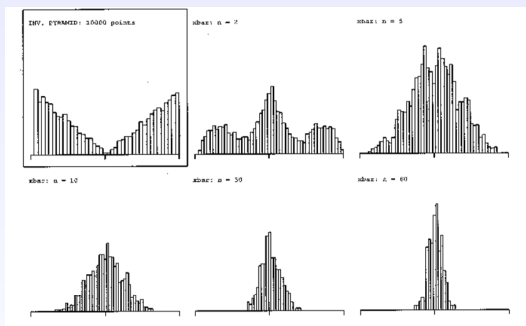 INV. PYRAMID: 10000 points
xbar: n = 2
xbar: n = 5
xbar: n = 10
xbar: n = 30
xbar: n = 60